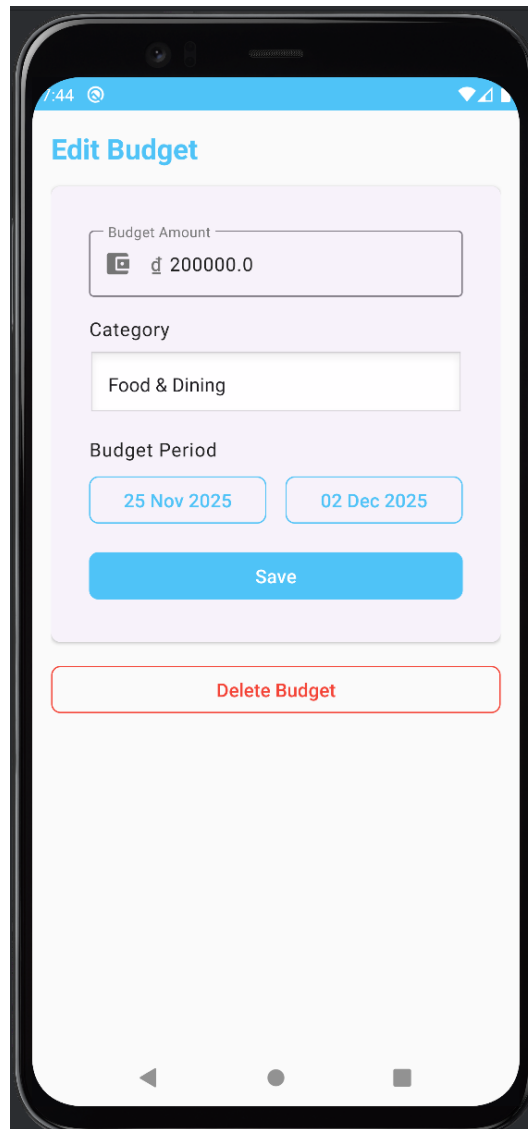 7:44
Edit Budget
Budget Amount
₫ 200000.0
Category
Food & Dining
Budget Period
25 Nov 2025 02 Dec 2025
Save
Delete Budget